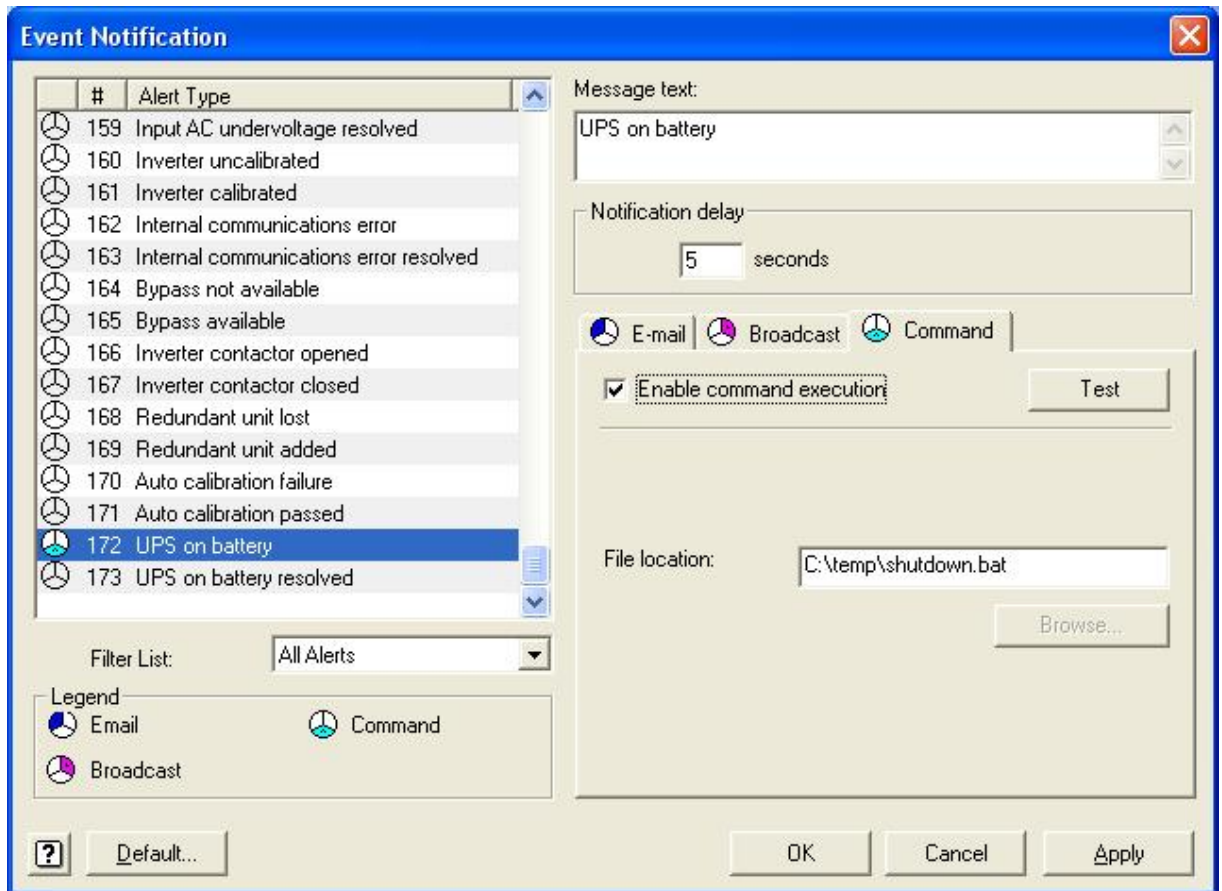 Event Notification
# Alert Type
159 Input AC undervoltage resolved
160 Inverter uncalibrated
161 Inverter calibrated
162 Internal communications error
163 Internal communications error resolved
164 Bypass not available
165 Bypass available
166 Inverter contactor opened
167 Inverter contactor closed
168 Redundant unit lost
169 Redundant unit added
170 Auto calibration failure
171 Auto calibration passed
172 UPS on battery
173 UPS on battery resolved
Filter List: All Alerts
Legend
Email Command
Broadcast
Message text:
UPS on battery
Notification delay
5 seconds
E-mail Broadcast Command
Enable command execution Test
File location: C:\temp\shutdown.bat
Browse...
? Default... OK Cancel Apply